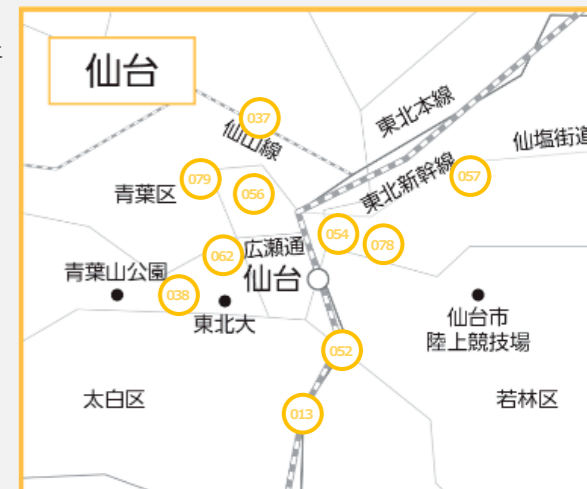 仙台
037
仙山線
東北本線
仙塩街道
079
青葉区
056
東北新幹線
057
054
078
062
広瀬通
仙台
青葉山公園
038
東北大
仙台市
陸上競技場
052
太白区
若林区
013